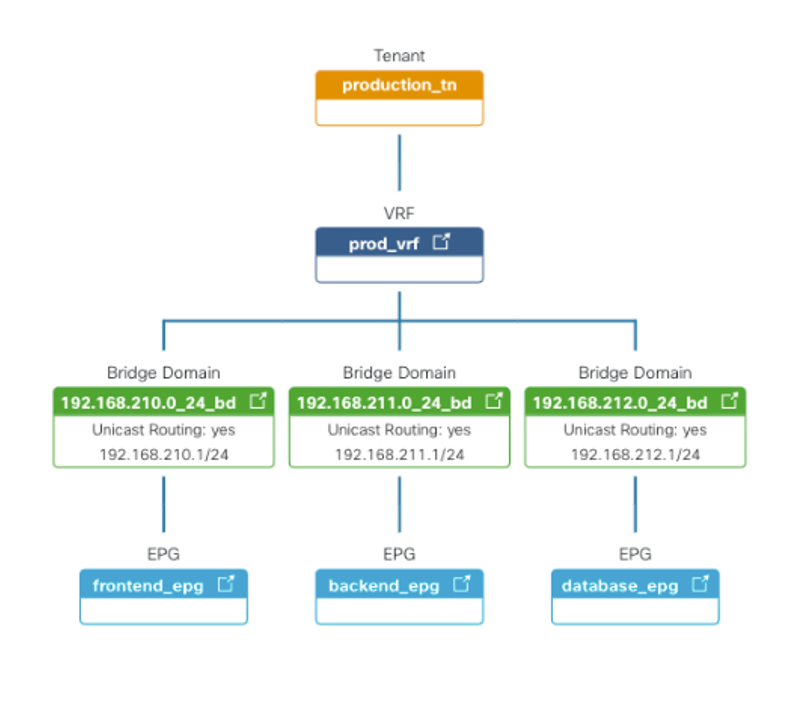 Tenant
production_tn
VRF
prod_vrf
Bridge Domain
192.168.210.0_24_bd
Unicast Routing: yes
192.168.210.1/24
Bridge Domain
192.168.211.0_24_bd
Unicast Routing: yes
192.168.211.1/24
Bridge Domain
192.168.212.0_24_bd
Unicast Routing: yes
192.168.212.1/24
EPG
frontend_epg
EPG
backend_epg
EPG
database_epg